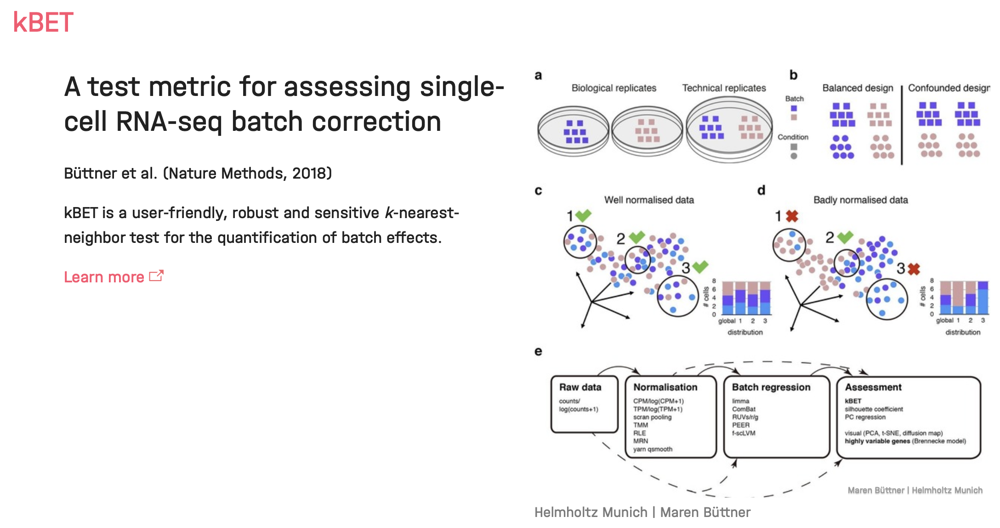 kBET
A test metric for assessing single-
cell RNA-seq batch correction
Büttner et al. (Nature Methods, 2018)
kBET is a user-friendly, robust and sensitive k-nearest-
neighbor test for the quantification of batch effects.
Learn more
a
Biological replicates
Technical replicates
b
Batch
Condition
Balanced design
Confounded design
c
Well normalised data
1
2
3
# cells
8
6
4
2
0
global 1 2 3
distribution
d
Badly normalised data
1
2
3
# cells
8
6
4
2
0
global 1 2 3
distribution
e
Raw data
counts/
log(counts+1)
Normalisation
CPM/log(CPM+1)
TPM/log(TPM+1)
scran pooling
TMM
RLE
MRN
yarn qsmooth
Batch regression
limma
ComBat
RUVs/r/g
PEER
f-scLVM
Assessment
kBET
silhouette coefficient
PC regression
visual (PCA, t-SNE, diffusion map)
highly variable genes (Brennecke model)
Maren Büttner | Helmholtz Munich
Helmholtz Munich | Maren Büttner